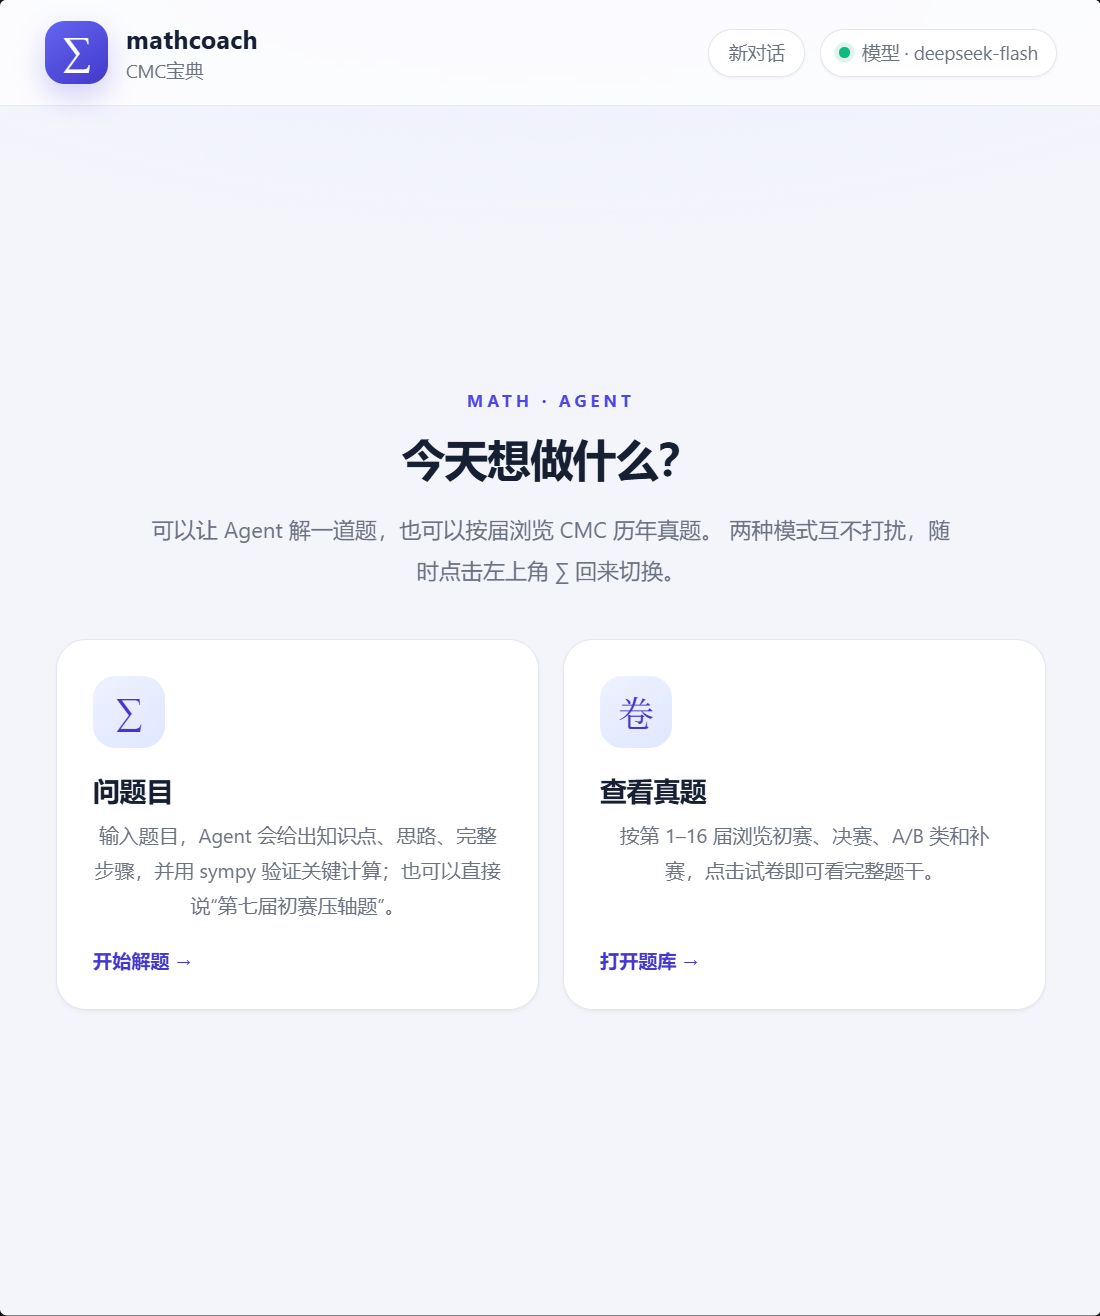 ∑
mathcoach
CMC宝典
新对话
模型 · deepseek-flash
MATH · AGENT
今天想做什么？
可以让 Agent 解一道题，也可以按届浏览 CMC 历年真题。 两种模式互不打扰，随
时点击左上角 ∑ 回来切换。
∑
问题目
输入题目，Agent 会给出知识点、思路、完整
步骤，并用 sympy 验证关键计算；也可以直接
说“第七届初赛压轴题”。
开始解题 →
卷
查看真题
按第 1–16 届浏览初赛、决赛、A/B 类和补
赛，点击试卷即可看完整题干。
打开题库 →